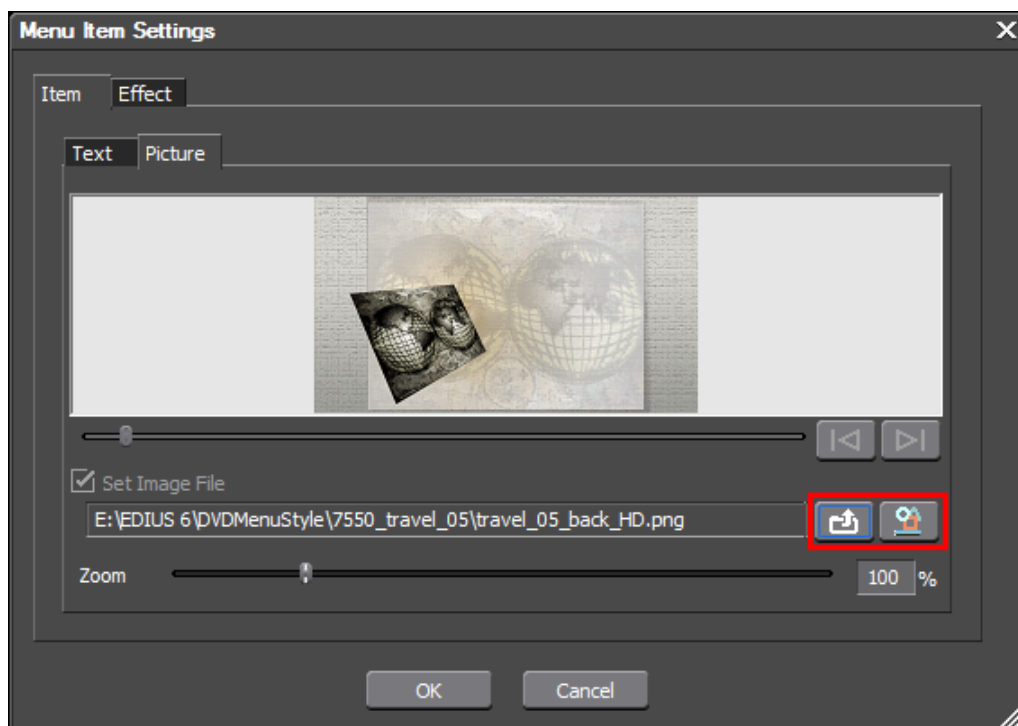 Menu Item Settings
Item Effect
Text Picture
Set Image File
E:\EDIUS 6\DVDMenuStyle\7550_travel_05\travel_05_back_HD.png
Zoom 100 %
OK Cancel